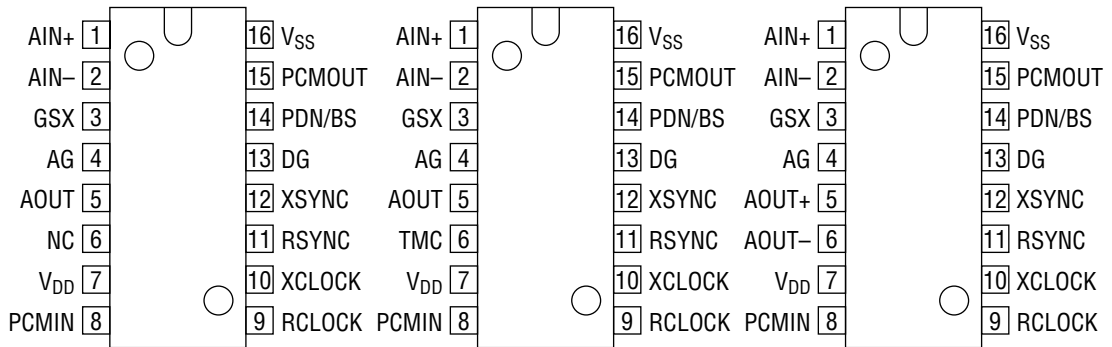 AIN+ 1 16 VSS AIN+ 1 16 VSS AIN+ 1 16 VSS
AIN– 2 15 PCMOUT AIN– 2 15 PCMOUT AIN– 2 15 PCMOUT
GSX 3 14 PDN/BS GSX 3 14 PDN/BS GSX 3 14 PDN/BS
AG 4 13 DG AG 4 13 DG AG 4 13 DG
AOUT 5 12 XSYNC AOUT 5 12 XSYNC AOUT+ 5 12 XSYNC
NC 6 11 RSYNC TMC 6 11 RSYNC AOUT– 6 11 RSYNC
VDD 7 10 XCLOCK VDD 7 10 XCLOCK VDD 7 10 XCLOCK
PCMIN 8 9 RCLOCK PCMIN 8 9 RCLOCK PCMIN 8 9 RCLOCK